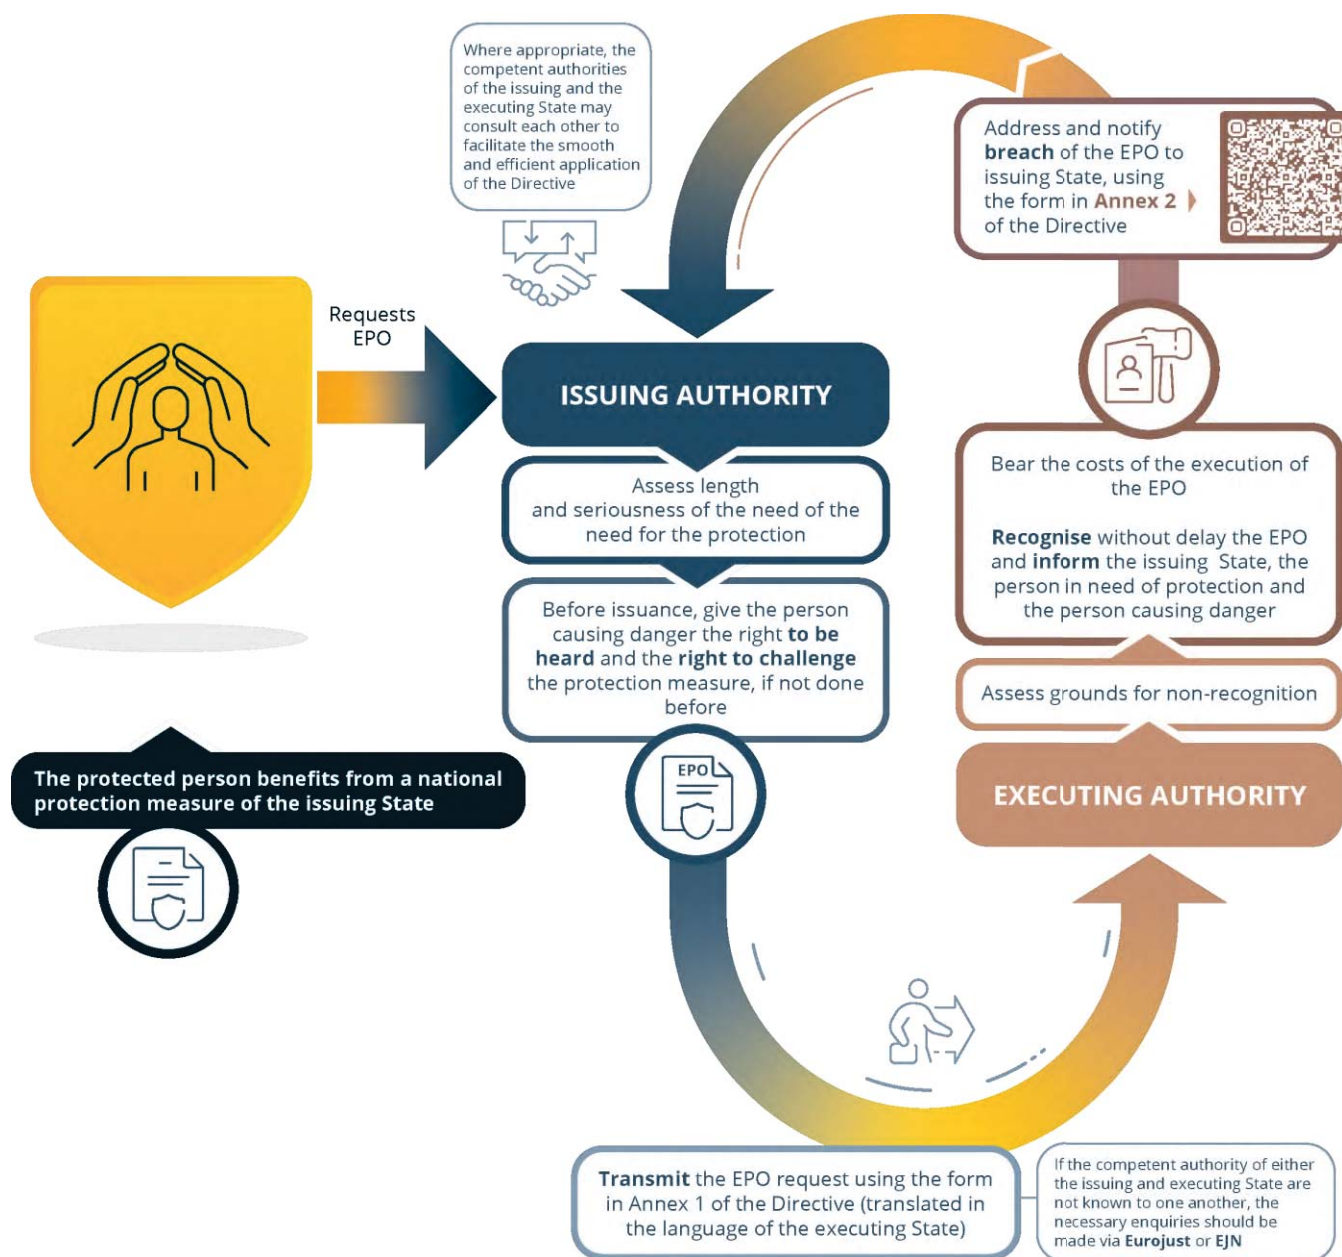 Where appropriate, the
competent authorities
of the issuing and the
executing State may
consult each other to
facilitate the smooth
and efficient application
of the Directive
Address and notify
breach of the EPO to
issuing State, using
the form in Annex 2
of the Directive
Requests
EPO
ISSUING AUTHORITY
Assess length
and seriousness of the need of the
need for the protection
Before issuance, give the person
causing danger the right to be
heard and the right to challenge
the protection measure, if not done
before
EPO
Bear the costs of the execution of
the EPO
Recognise without delay the EPO
and inform the issuing State, the
person in need of protection and
the person causing danger
Assess grounds for non-recognition
EXECUTING AUTHORITY
The protected person benefits from a national
protection measure of the issuing State
Transmit the EPO request using the form
in Annex 1 of the Directive (translated in
the language of the executing State)
If the competent authority of either
the issuing and executing State are
not known to one another, the
necessary enquiries should be
made via Eurojust or EJN